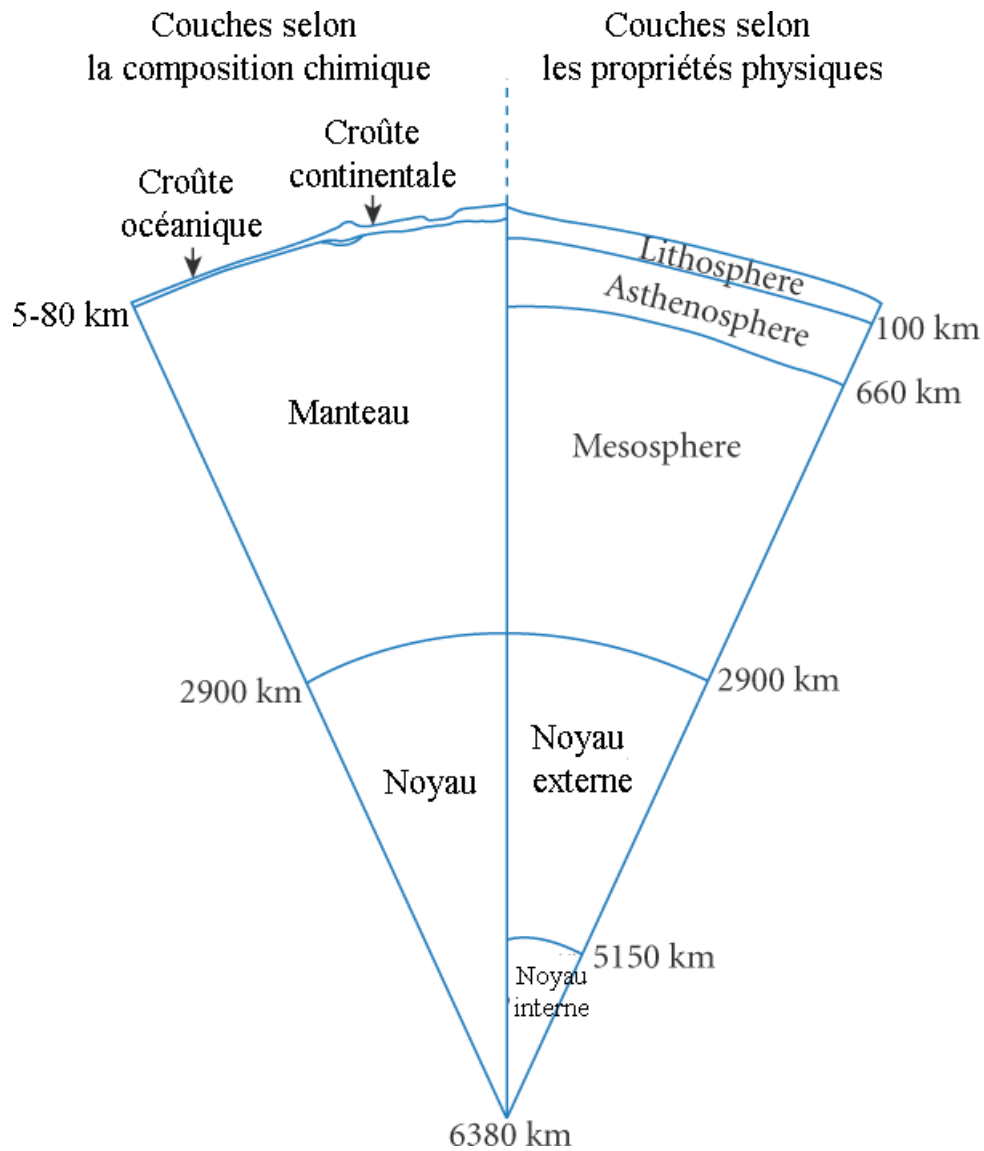 Couches selon
la composition chimique
Couches selon
les propriétés physiques
Croûte
continentale
Croûte
océanique
5-80 km
Lithosphere
Asthenosphere
100 km
660 km
Manteau
Mesosphere
2900 km
2900 km
Noyau
Noyau
externe
5150 km
Noyau
interne
6380 km